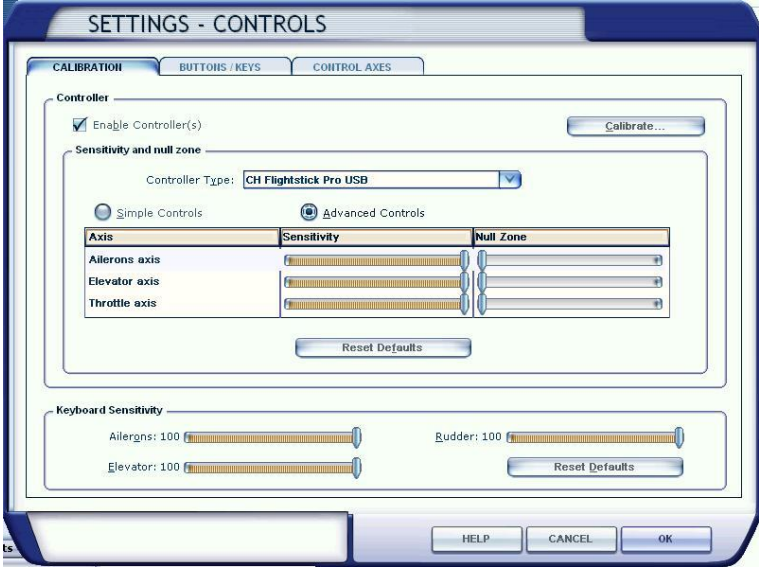 SETTINGS - CONTROLS
CALIBRATION BUTTONS / KEYS CONTROL AXES
Controller
Enable Controller(s)
Calibrate...
Sensitivity and null zone
Controller Type: CH Flightstick Pro USB
Simple Controls Advanced Controls
Axis Sensitivity Null Zone
Ailerons axis
Elevator axis
Throttle axis
Reset Defaults
Keyboard Sensitivity
Ailerons: 100 Rudder: 100
Elevator: 100 Reset Defaults
ts
HELP CANCEL OK